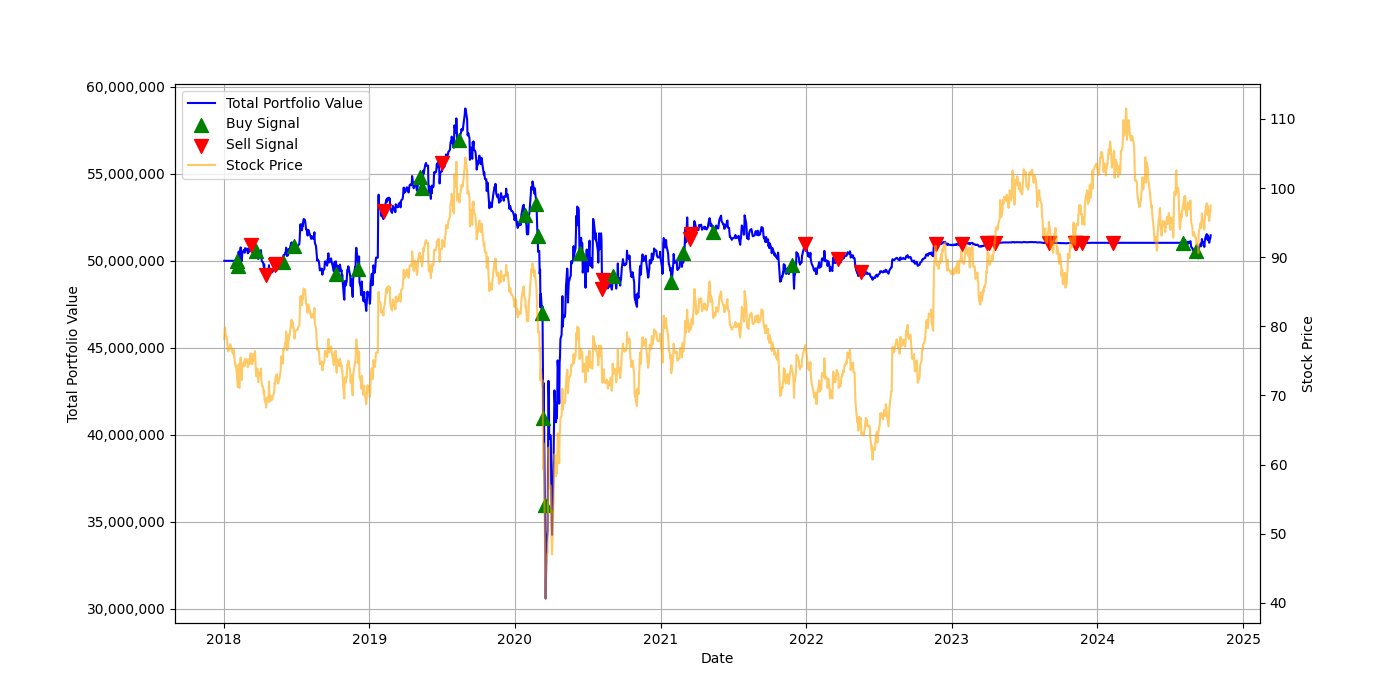 60,000,000
55,000,000
50,000,000
45,000,000
40,000,000
35,000,000
30,000,000
Total Portfolio Value
Total Portfolio Value
Buy Signal
Sell Signal
Stock Price
110
100
90
80
70
60
50
40
Stock Price
2018 2019 2020 2021 2022 2023 2024 2025
Date